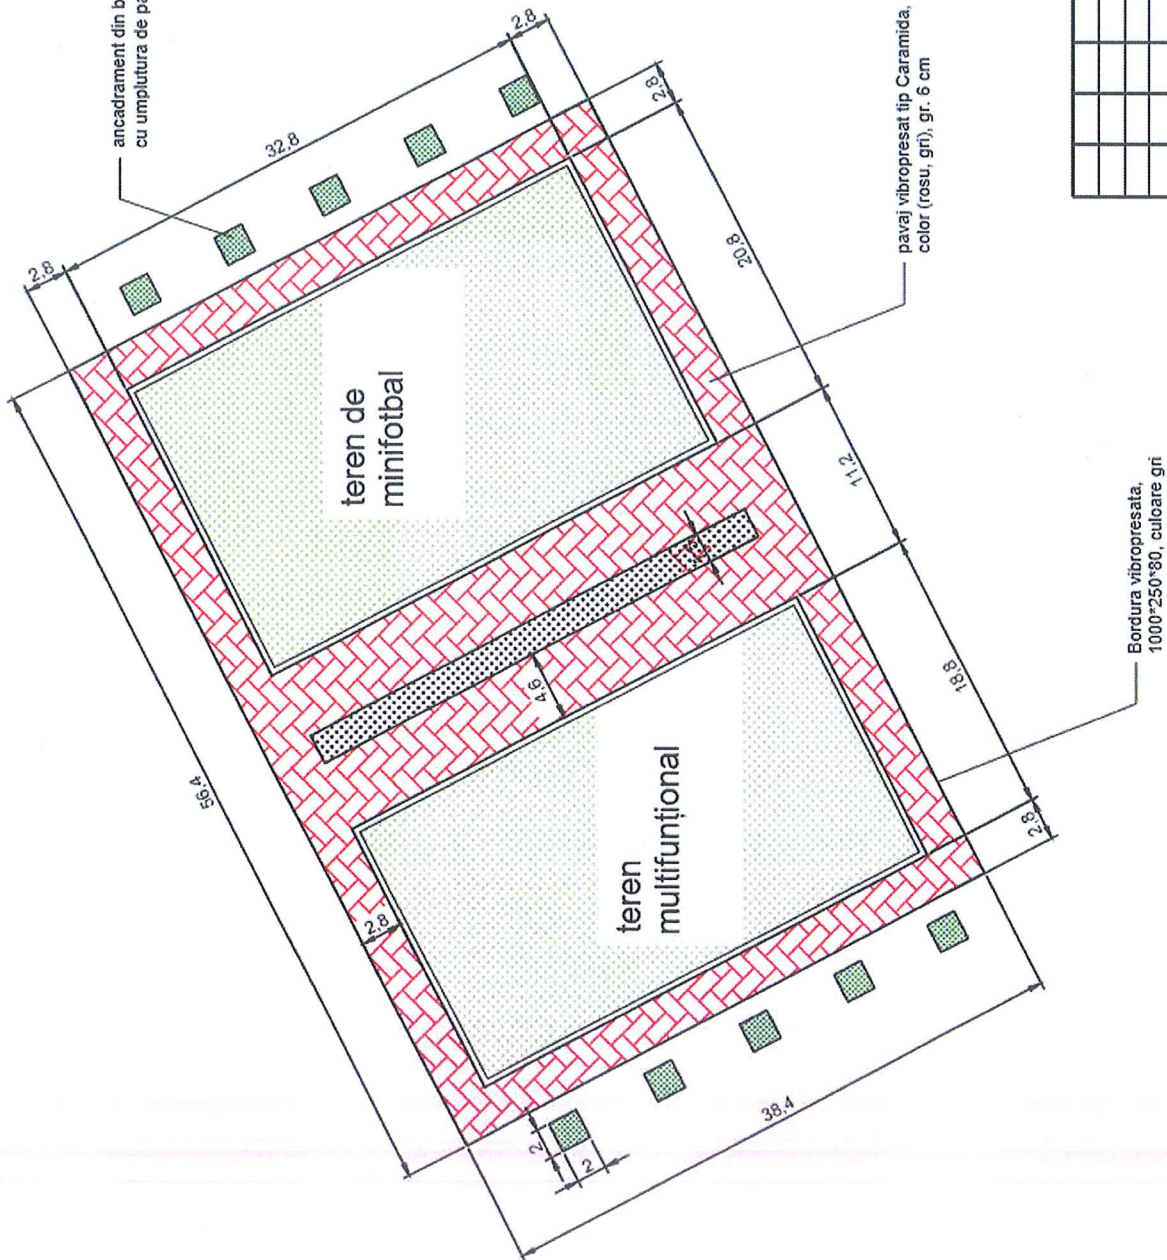 ancadrament din
cu umplutura de
2,8
32,8
2,8
2,8
56,4
teren de
minifotbal
20,8
pavaj vibropresat tip Caramida,
color (rosu, gri), gr. 6 cm
11,2
4,6
2,8
teren
multifunțional
18,8
2,8
Bordura vibropresata,
1000*250*80, culoare gri
38,4
2
2